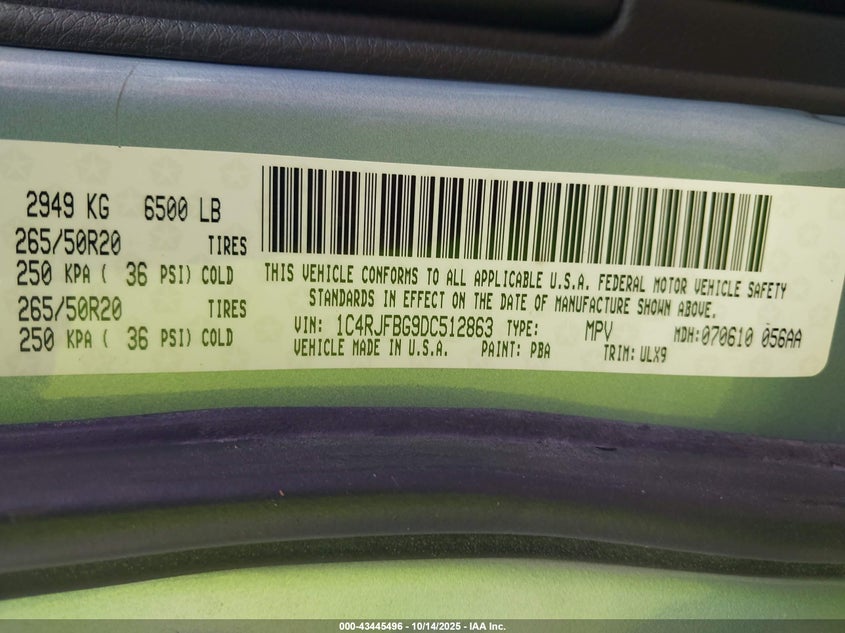 2949 KG 6500 LB
265/50R20 TIRES
250 KPA ( 36 PSI) COLD
265/50R20 TIRES
250 KPA ( 36 PSI) COLD
THIS VEHICLE CONFORMS TO ALL APPLICABLE U.S.A. FEDERAL MOTOR VEHICLE SAFETY
STANDARDS IN EFFECT ON THE DATE OF MANUFACTURE SHOWN ABOVE.
VIN: 1C4RJFBG9DC512863 TYPE: MPV MDH:070610 056AA
VEHICLE MADE IN U.S.A. PAINT: PBA TRIM: ULX9
000-43445496 - 10/14/2025 - IAA Inc.